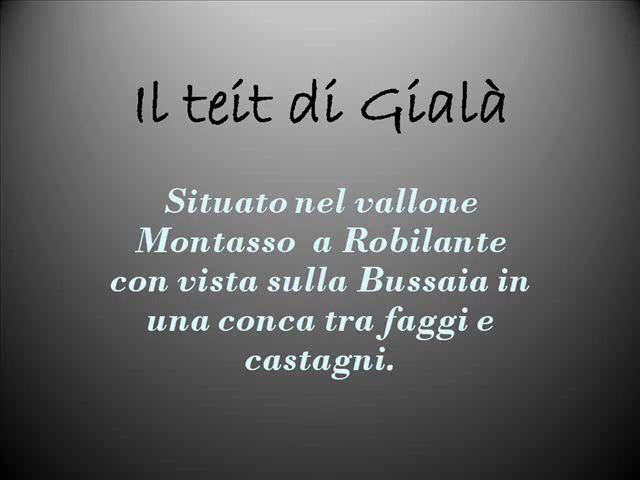 Il teit di Gialà
Situato nel vallone
Montasso a Robilante
con vista sulla Bussaia in
una conca tra faggi e
castagni.